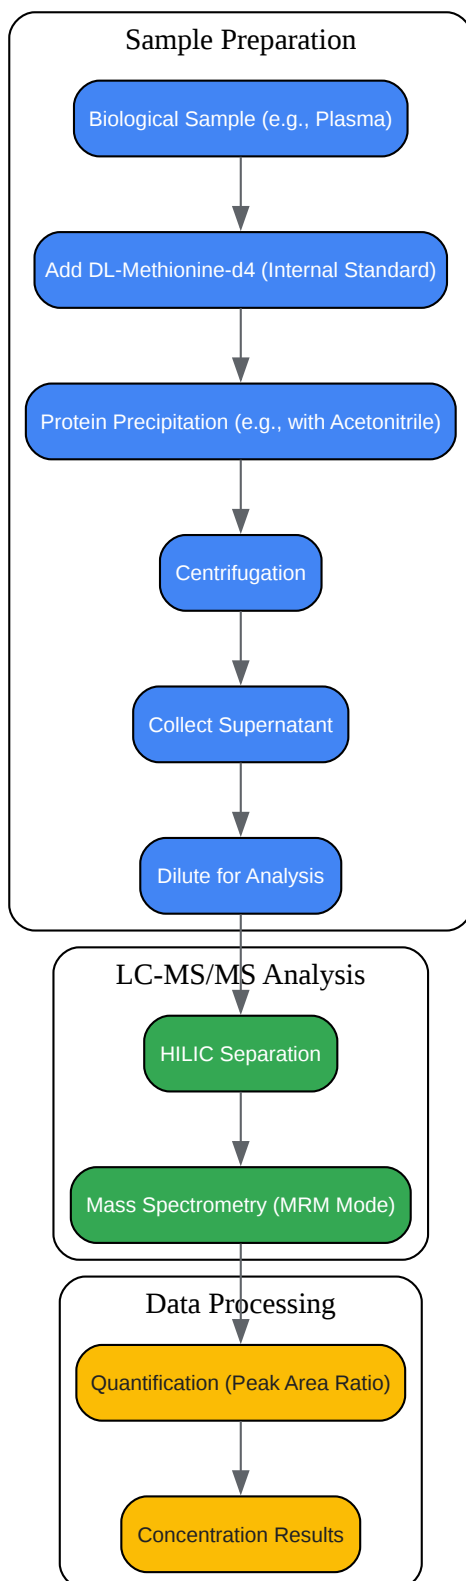 Sample Preparation
Biological Sample (e.g., Plasma)
Add DL-Methionine-d4 (Internal Standard)
Protein Precipitation (e.g., with Acetonitrile)
Centrifugation
Collect Supernatant
Dilute for Analysis
LC-MS/MS Analysis
HILIC Separation
Mass Spectrometry (MRM Mode)
Data Processing
Quantification (Peak Area Ratio)
Concentration Results